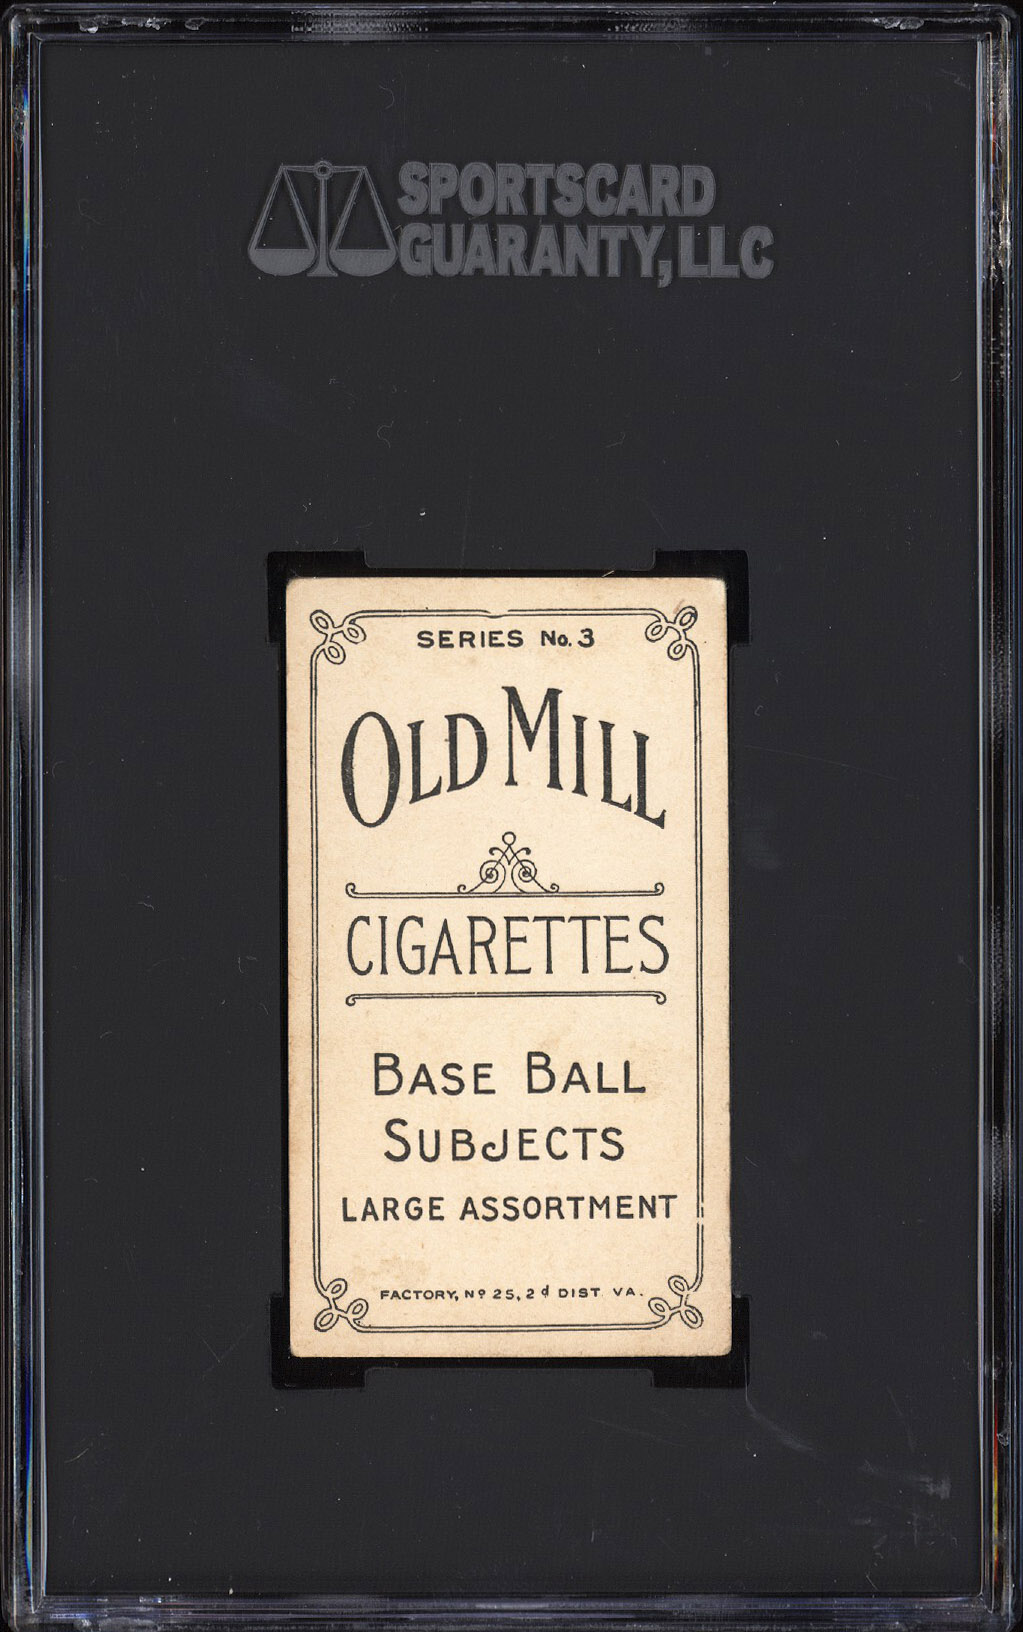 SPORTSCARD
GUARANTY, LLC
SERIES No. 3
OLD MILL
CIGARETTES
BASE BALL
SUBJECTS
LARGE ASSORTMENT
FACTORY, Nº 25, 2d DIST. VA.